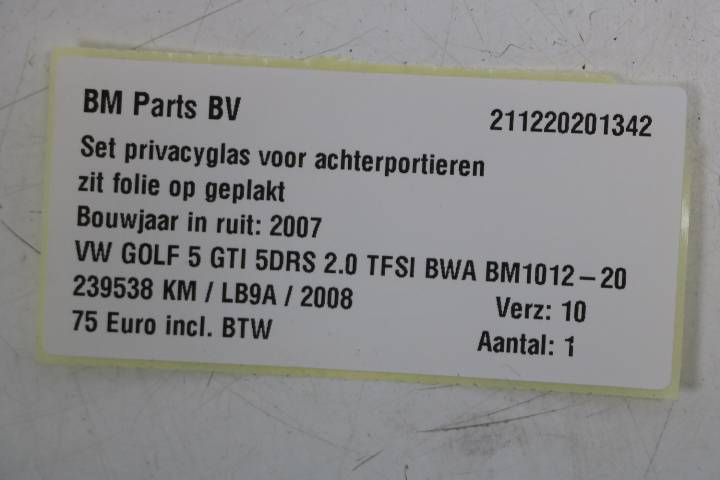 BM Parts BV 211220201342
Set privacyglas voor achterportieren
zit folie op geplakt
Bouwjaar in ruit: 2007
VW GOLF 5 GTI 5DRS 2.0 TFSI BWA BM1012-20
239538 KM / LB9A / 2008 Verz: 10
75 Euro incl. BTW Aantal: 1